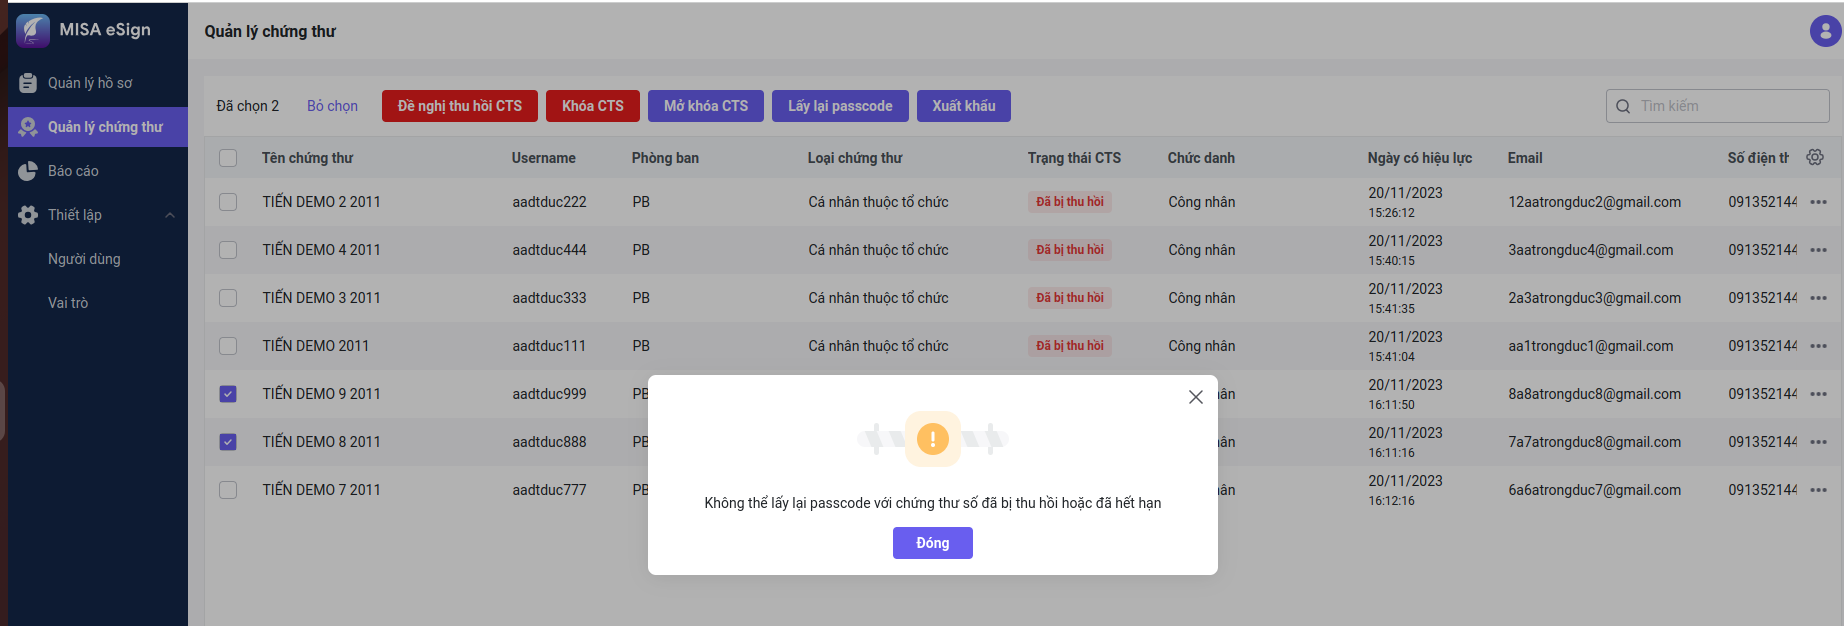 MISA eSign
Quản lý chứng thư
Quản lý hồ sơ
Quản lý chứng thư
Báo cáo
Thiết lập
Người dùng
Vai trò
Đã chọn 2 Bỏ chọn Đề nghị thu hồi CTS Khóa CTS Mở khóa CTS Lấy lại passcode Xuất khẩu Tìm kiếm
Tên chứng thư Username Phòng ban Loại chứng thư Trạng thái CTS Chức danh Ngày có hiệu lực Email Số điện th
TIẾN DEMO 2 2011 aadtduc222 PB Cá nhân thuộc tổ chức Đã bị thu hồi Công nhân 20/11/2023 12aatrongduc2@gmail.com 091352144
15:26:12
TIẾN DEMO 4 2011 aadtduc444 PB Cá nhân thuộc tổ chức Đã bị thu hồi Công nhân 20/11/2023 3aatrongduc4@gmail.com 091352144
15:40:15
TIẾN DEMO 3 2011 aadtduc333 PB Cá nhân thuộc tổ chức Đã bị thu hồi Công nhân 20/11/2023 2a3atrongduc3@gmail.com 091352144
15:41:35
TIẾN DEMO 2011 aadtduc111 PB Cá nhân thuộc tổ chức Đã bị thu hồi Công nhân 20/11/2023 aa1trongduc1@gmail.com 091352144
15:41:04
TIẾN DEMO 9 2011 aadtduc999 PB ân 20/11/2023 8a8atrongduc8@gmail.com 091352144
16:11:50
TIẾN DEMO 8 2011 aadtduc888 PB ân 20/11/2023 7a7atrongduc8@gmail.com 091352144
16:11:16
TIẾN DEMO 7 2011 aadtduc777 PB ân 20/11/2023 6a6atrongduc7@gmail.com 091352144
16:12:16
Không thể lấy lại passcode với chứng thư số đã bị thu hồi hoặc đã hết hạn
Đóng